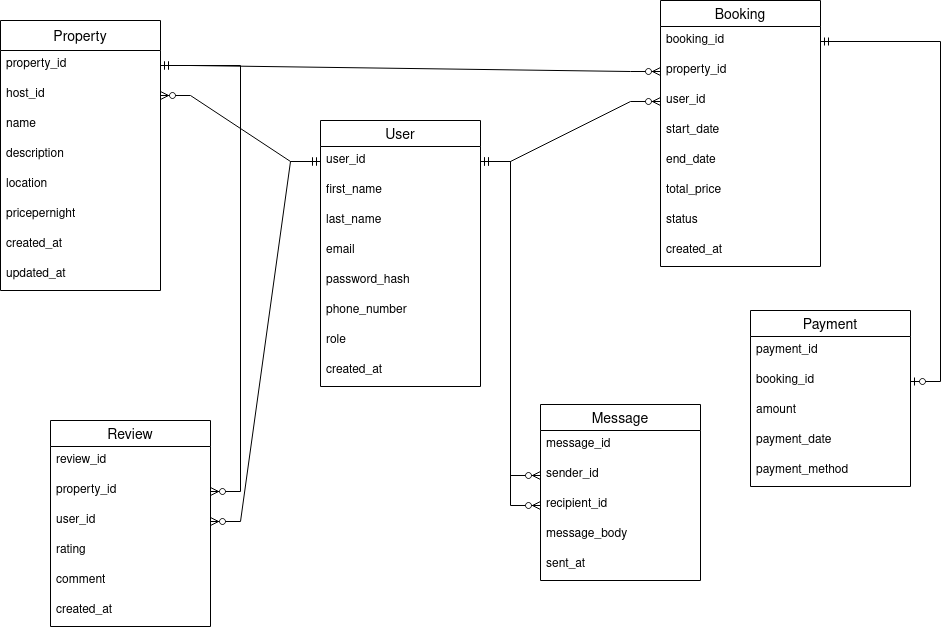 Property
property_id
host_id
name
description
location
pricepernight
created_at
updated_at
User
user_id
first_name
last_name
email
password_hash
phone_number
role
created_at
Booking
booking_id
property_id
user_id
start_date
end_date
total_price
status
created_at
Review
review_id
property_id
user_id
rating
comment
created_at
Message
message_id
sender_id
recipient_id
message_body
sent_at
Payment
payment_id
booking_id
amount
payment_date
payment_method